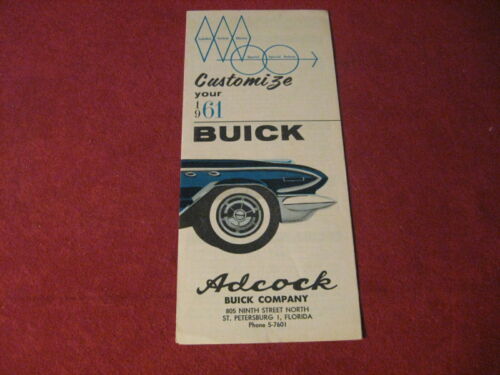 Customize
your
1961
BUICK
Adcock
BUICK COMPANY
805 NINTH STREET NORTH
ST. PETERSBURG 1, FLORIDA
Phone 5-7601